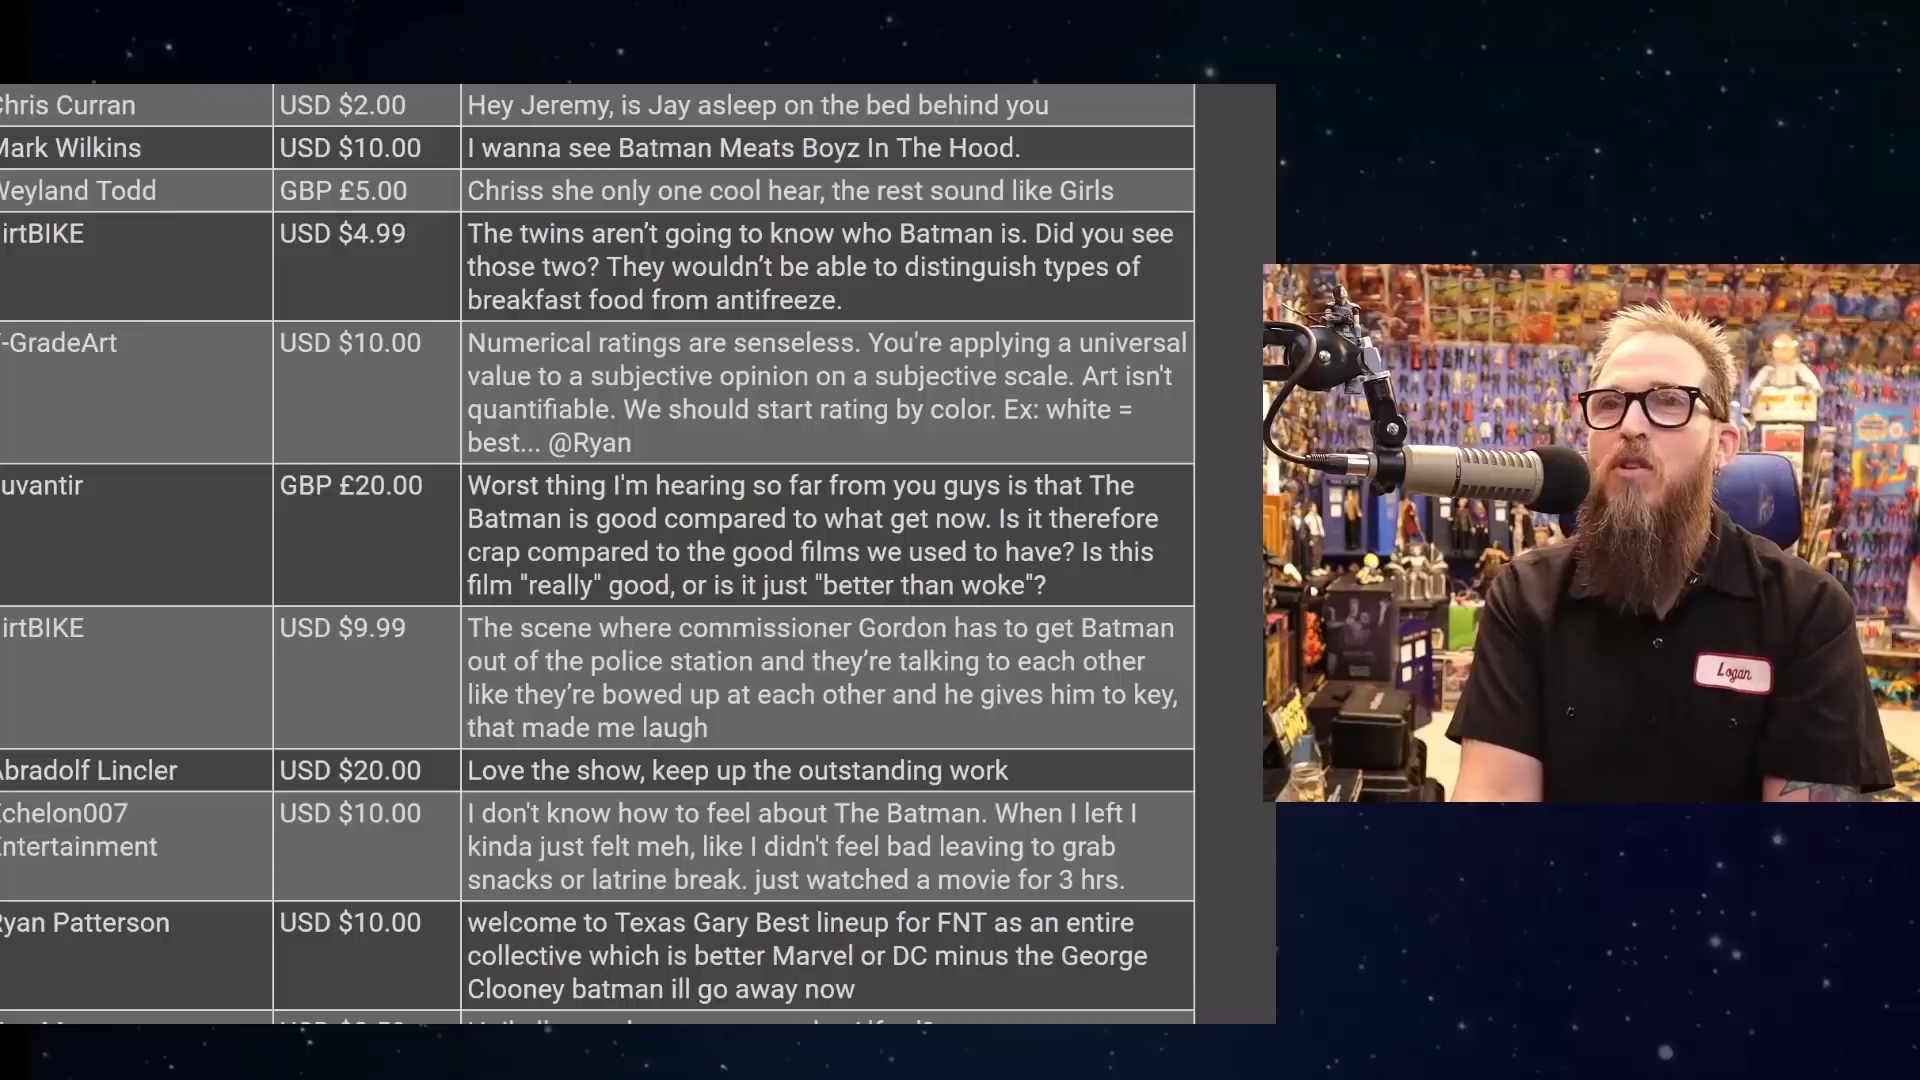 Chris Curran USD $2.00 Hey Jeremy, is Jay asleep on the bed behind you
Mark Wilkins USD $10.00 I wanna see Batman Meats Boyz In The Hood.
Weyland Todd GBP £5.00 Chriss she only one cool hear, the rest sound like Girls
irtBIKE USD $4.99 The twins aren’t going to know who Batman is. Did you see
those two? They wouldn’t be able to distinguish types of
breakfast food from antifreeze.
-GradeArt USD $10.00 Numerical ratings are senseless. You're applying a universal
value to a subjective opinion on a subjective scale. Art isn't
quantifiable. We should start rating by color. Ex: white =
best... @Ryan
uvantir GBP £20.00 Worst thing I'm hearing so far from you guys is that The
Batman is good compared to what get now. Is it therefore
crap compared to the good films we used to have? Is this
film "really" good, or is it just "better than woke"?
irtBIKE USD $9.99 The scene where commissioner Gordon has to get Batman
out of the police station and they’re talking to each other
like they’re bowed up at each other and he gives him to key,
that made me laugh
Abradolf Lincler USD $20.00 Love the show, keep up the outstanding work
Echelon007 USD $10.00 I don't know how to feel about The Batman. When I left I
Entertainment kinda just felt meh, like I didn't feel bad leaving to grab
snacks or latrine break. just watched a movie for 3 hrs.
Ryan Patterson USD $10.00 welcome to Texas Gary Best lineup for FNT as an entire
collective which is better Marvel or DC minus the George
Clooney batman ill go away now
Logan